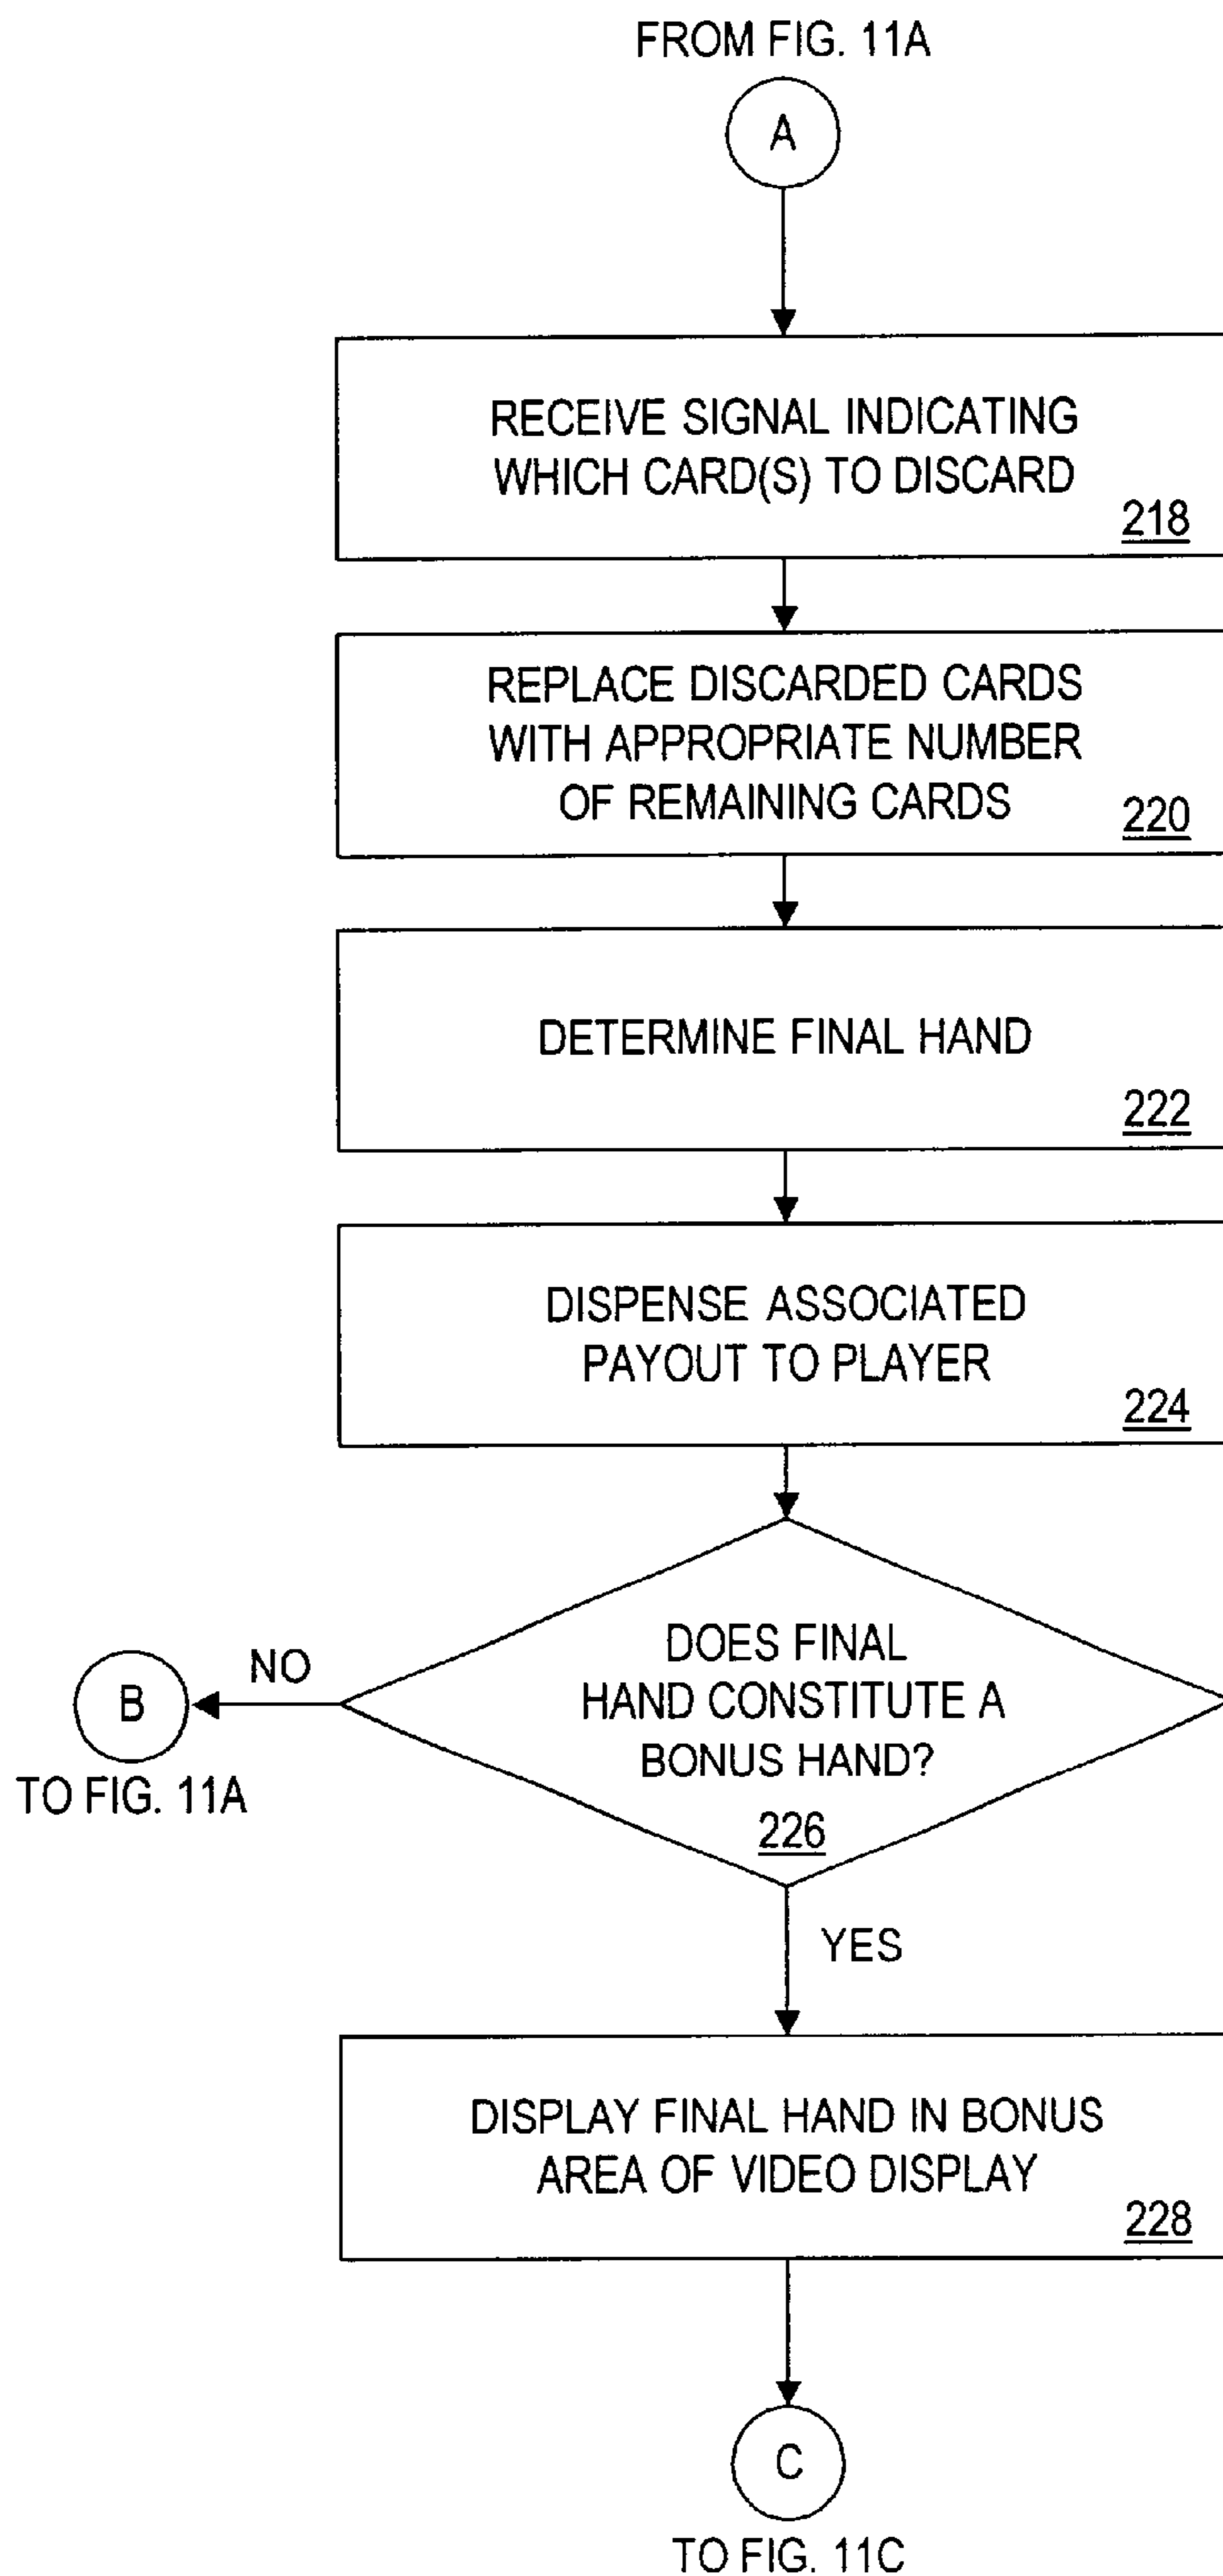 FROM FIG. 11A
A
RECEIVE SIGNAL INDICATING
WHICH CARD(S) TO DISCARD
218
REPLACE DISCARDED CARDS
WITH APPROPRIATE NUMBER
OF REMAINING CARDS
220
DETERMINE FINAL HAND
222
DISPENSE ASSOCIATED
PAYOUT TO PLAYER
224
DOES FINAL
HAND CONSTITUTE A
BONUS HAND?
226
NO
B
TO FIG. 11A
YES
DISPLAY FINAL HAND IN BONUS
AREA OF VIDEO DISPLAY
228
C
TO FIG. 11C